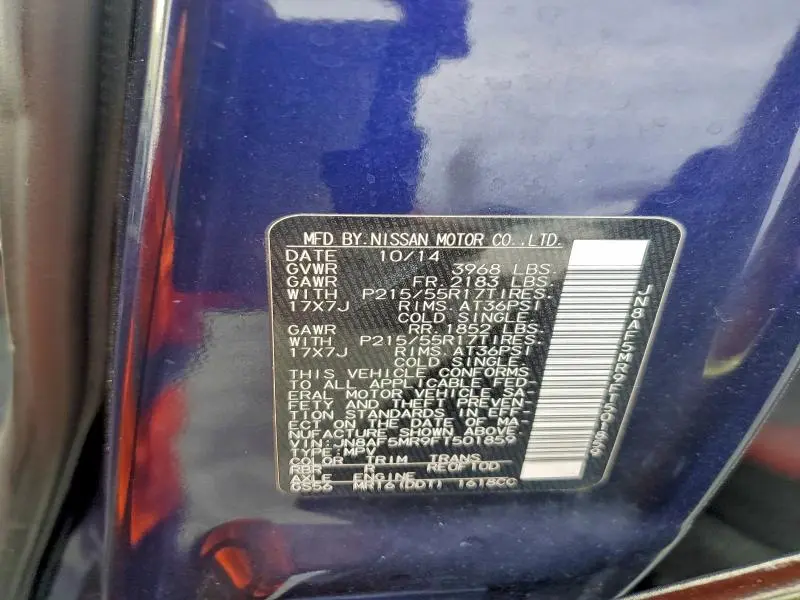 MFD BY.NISSAN MOTOR CO.,LTD.
DATE 10/14
GVWR 3968 LBS.
GAWR FR. 2183 LBS.
WITH P215/55R17TIRES.
17X7J RIMS. AT36PSI
COLD SINGLE.
GAWR RR. 1852 LBS.
WITH P215/55R17TIRES.
17X7J RIMS. AT36PSI
COLD SINGLE.
THIS VEHICLE CONFORMS
TO ALL APPLICABLE FED-
ERAL MOTOR VEHICLE SA-
FETY AND THEFT PREVEN-
TION STANDARDS IN EFF-
ECT ON THE DATE OF MA-
NUFACTURE SHOWN ABOVE.
VIN:JN8AF5MR9FT501859
TYPE:MPV
COLOR TRIM TRANS
RBR R RE0F10D
AXLE ENGINE
GS56 MR16(DDT) 1618CC
JN8AF5MR9FT501859